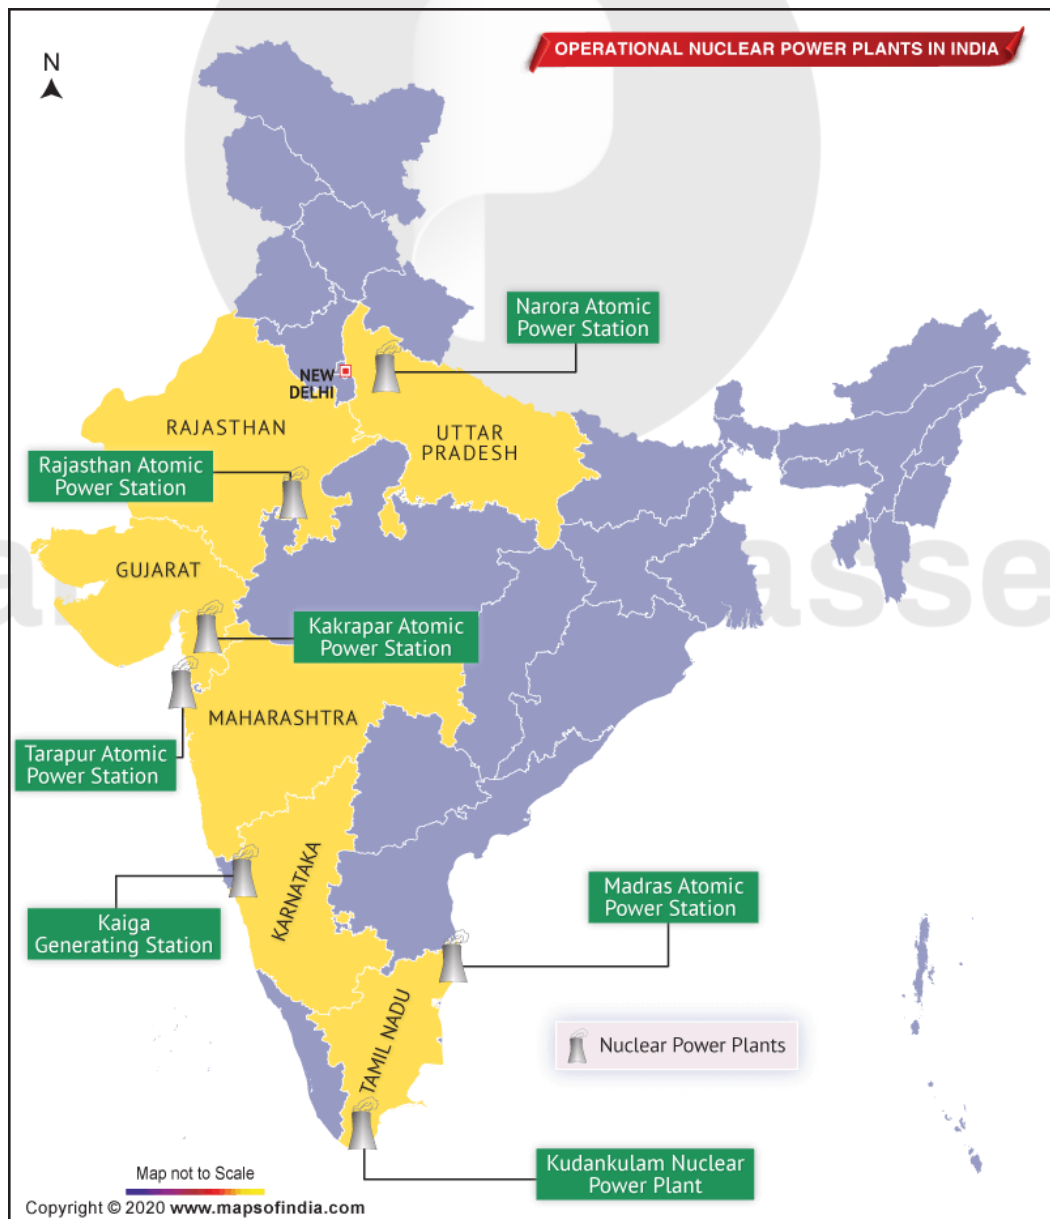 OPERATIONAL NUCLEAR POWER PLANTS IN INDIA
N
Narora Atomic
Power Station
NEW
DELHI
RAJASTHAN
UTTAR
PRADESH
Rajasthan Atomic
Power Station
GUJARAT
Kakrapar Atomic
Power Station
MAHARASHTRA
Tarapur Atomic
Power Station
KARNATAKA
Madras Atomic
Power Station
Kaiga
Generating Station
TAMIL NADU
Nuclear Power Plants
Kudankulam Nuclear
Power Plant
Map not to Scale
Copyright © 2020 www.mapsofindia.com